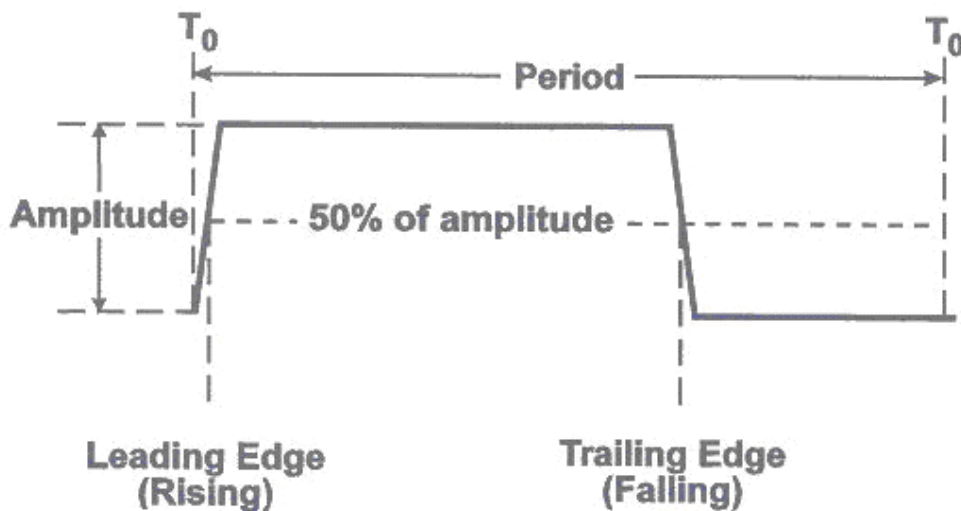 T0
T0
Period
Amplitude
50% of amplitude
Leading Edge
(Rising)
Trailing Edge
(Falling)